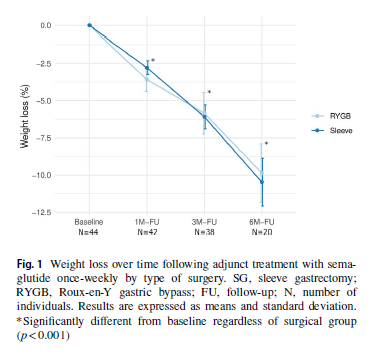 0.0
−2.5
−5.0
−7.5
−10.0
−12.5
Weight loss (%)
*
*
*
RYGB
Sleeve
Baseline 1M−FU 3M−FU 6M−FU
N=44 N=42 N=38 N=20
Fig. 1 Weight loss over time following adjunct treatment with sema-
glutide once-weekly by type of surgery. SG, sleeve gastrectomy;
RYGB, Roux-en-Y gastric bypass; FU, follow-up; N, number of
individuals. Results are expressed as means and standard deviation.
*Significantly different from baseline regardless of surgical group
(p<0.001)